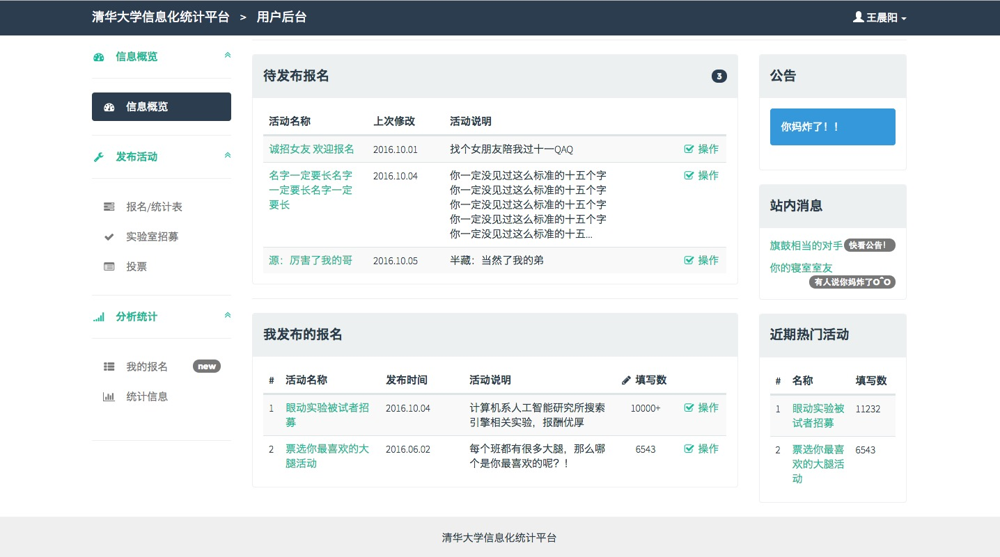 清华大学信息化统计平台 > 用户后台
王晨阳
信息概览
信息概览
发布活动
报名/统计表
实验室招募
投票
分析统计
我的报名 new
统计信息
待发布报名 3
活动名称 上次修改 活动说明
诚招女友 欢迎报名 2016.10.01 找个女朋友陪我过十一QAQ 操作
名字一定要长名字 2016.10.04 你一定没见过这么标准的十五个字 操作
一定要长名字一定 你一定没见过这么标准的十五个字
要长 你一定没见过这么标准的十五个字
你一定没见过这么标准的十五个字
你一定没见过这么标准的十五...
源：厉害了我的哥 2016.10.05 半藏：当然了我的弟 操作
我发布的报名
# 活动名称 发布时间 活动说明 填写数
1 眼动实验被试者招 2016.10.04 计算机系人工智能研究所搜索 10000+ 操作
募 引擎相关实验，报酬优厚
2 票选你最喜欢的大 2016.06.02 每个班都有很多大腿，那么哪 6543 操作
腿活动 个是你最喜欢的呢？！
公告
你妈炸了！！
站内消息
旗鼓相当的对手 快看公告！
你的寝室室友
有人说你妈炸了O^O
近期热门活动
# 名称 填写数
1 眼动实验被 11232
试者招募
2 票选你最喜 6543
欢的大腿活
动
清华大学信息化统计平台